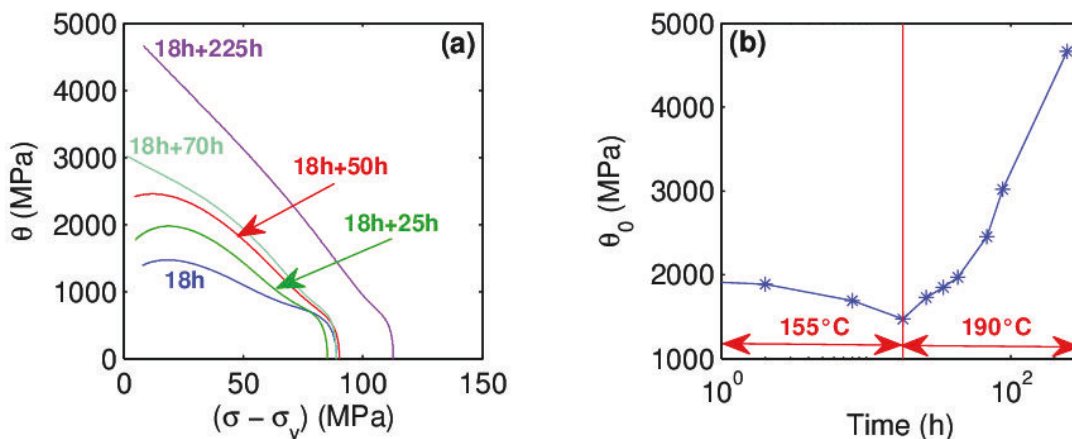 (a)
5000
4000
3000
2000
1000
0
θ (MPa)
18h+225h
18h+70h
18h+50h
18h+25h
18h
0 50 100 150
(σ − σv) (MPa)
(b)
5000
4000
3000
2000
1000
θ0 (MPa)
155°C 190°C
10^0 10^2
Time (h)